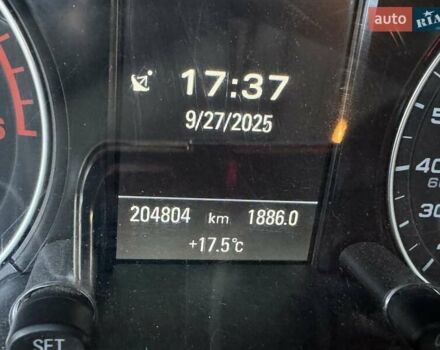 auto RIA
17:37
9/27/2025
204804 km 1886.0
+17.5°c
SET